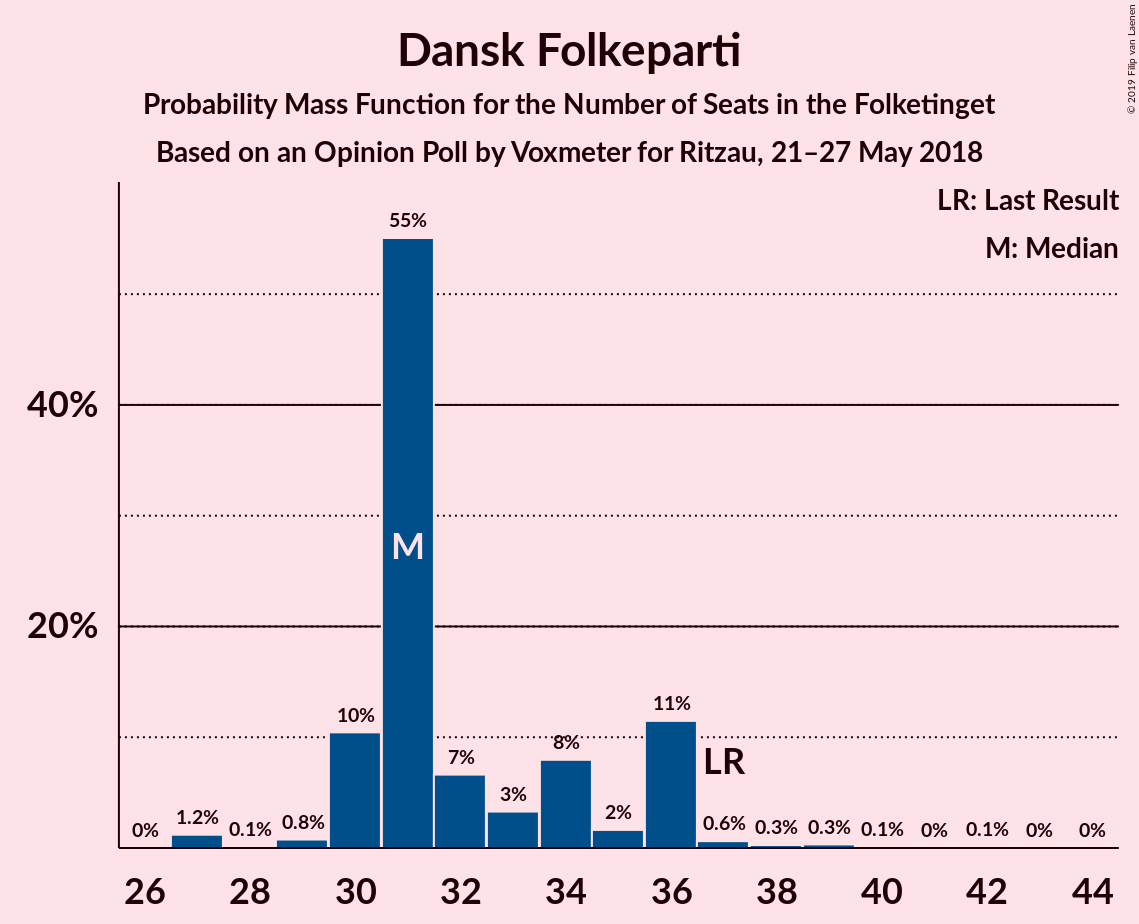 Dansk Folkeparti
Probability Mass Function for the Number of Seats in the Folketinget
Based on an Opinion Poll by Voxmeter for Ritzau, 21–27 May 2018
© 2019 Filip van Laenen
LR: Last Result
M: Median
55%
40%
M
20%
11%
10%
8%
7%
LR
3%
2%
1.2%
0.8%
0.6%
0.3%
0.3%
0%
0.1%
0.1%
0%
0.1%
0%
0%
26 28 30 32 34 36 38 40 42 44